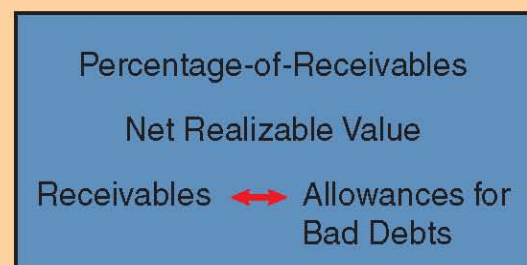 Percentage-of-Receivables
Net Realizable Value
Receivables ↔ Allowances for
Bad Debts